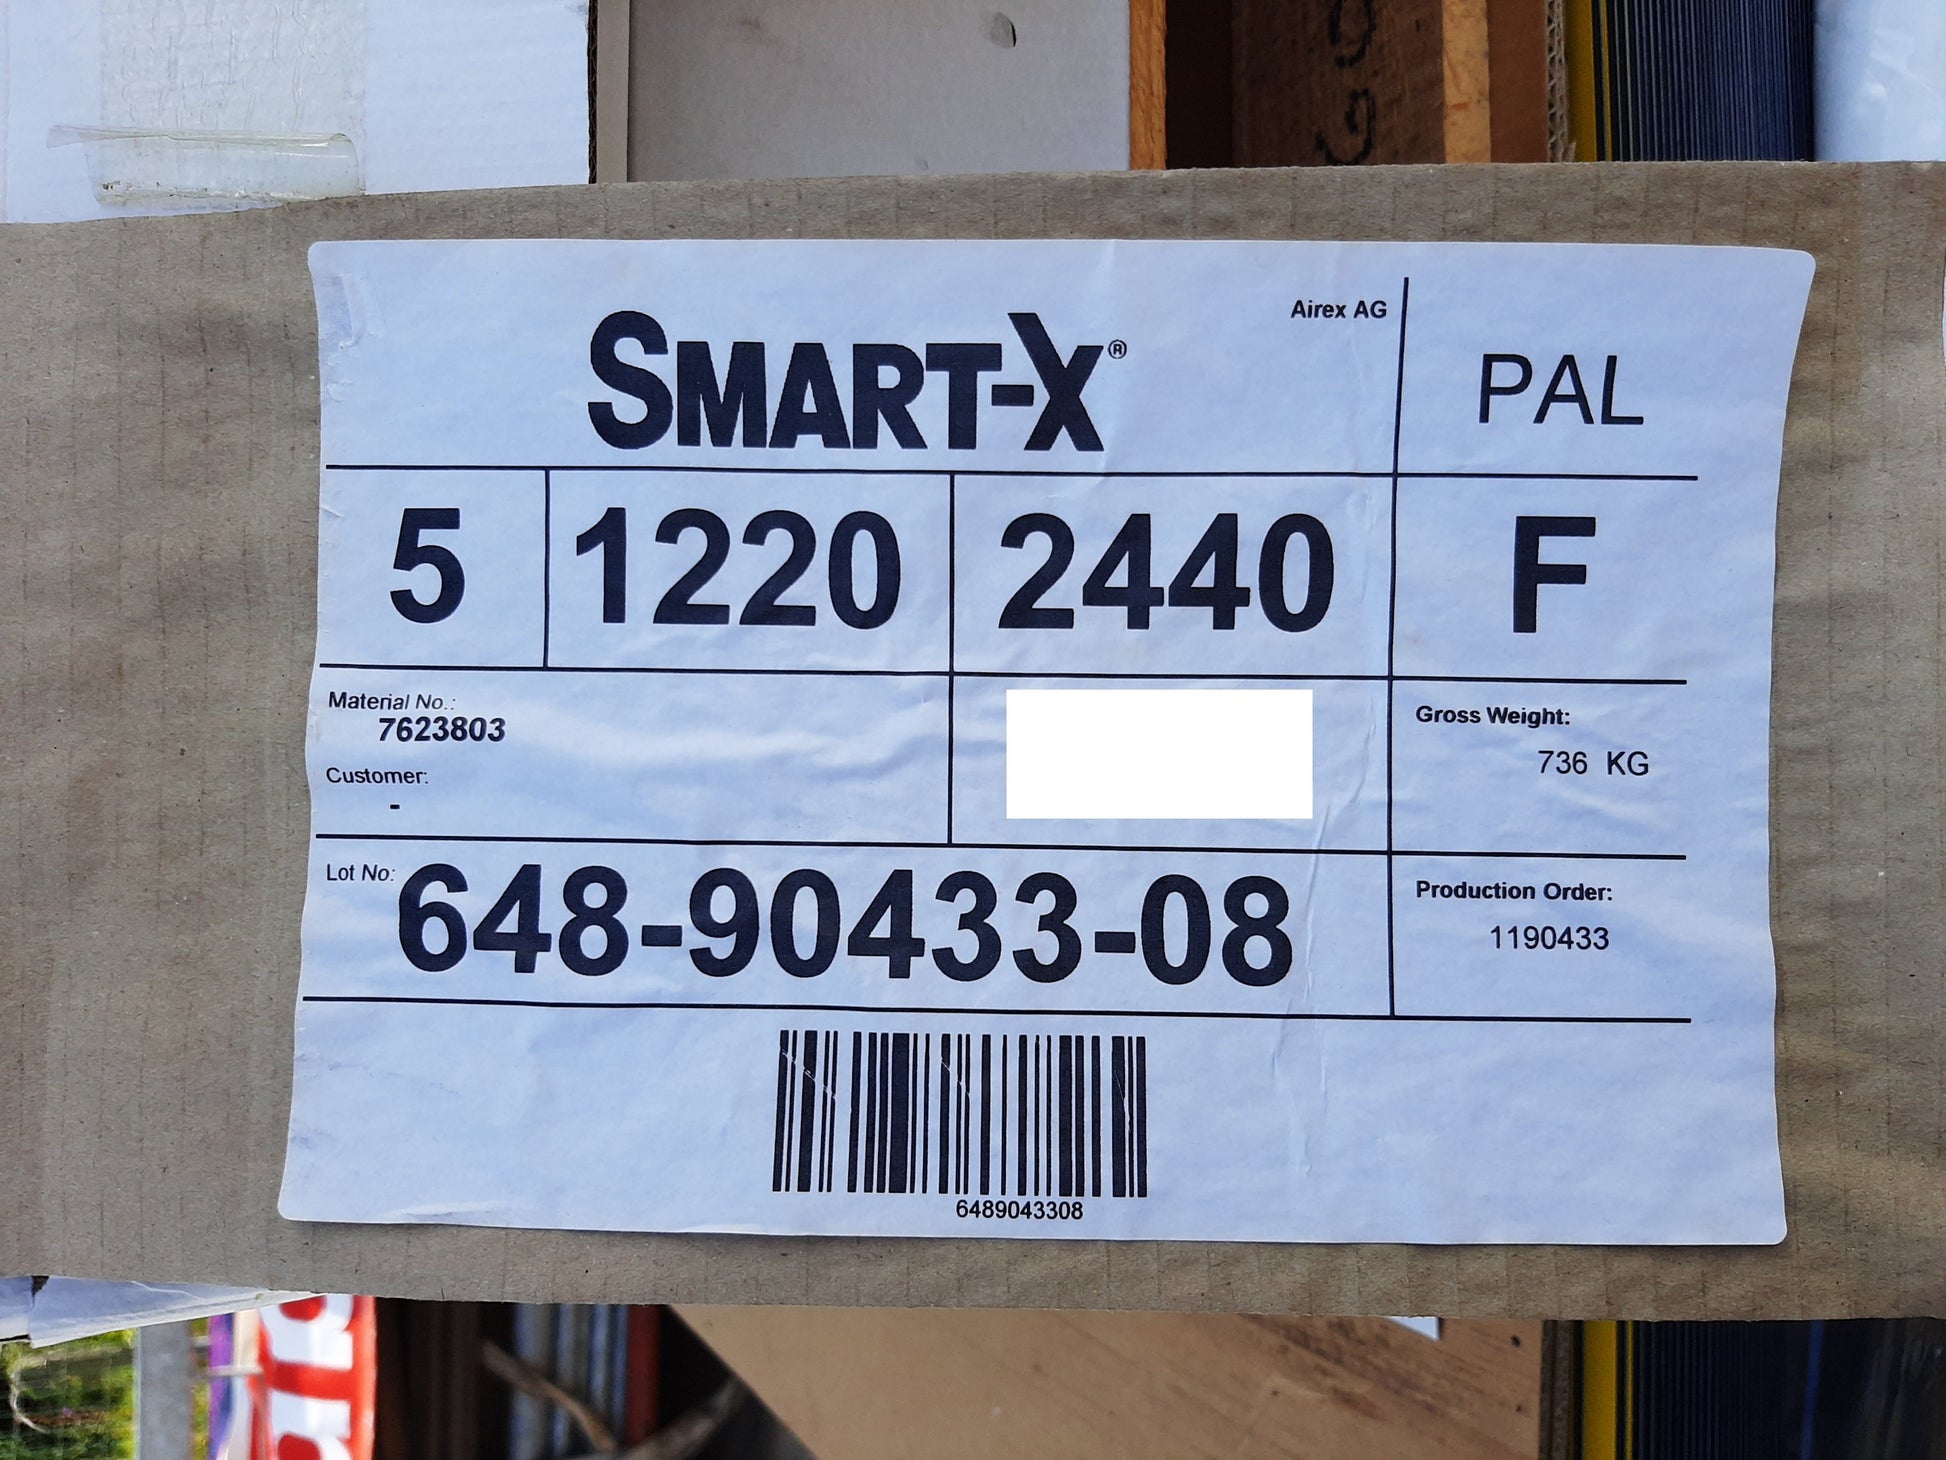 Airex AG
SMART-X®
PAL
5 1220 2440 F
Material No.:
7623803
Customer:
-
Gross Weight:
736 KG
Lot No: 648-90433-08
Production Order:
1190433
6489043308